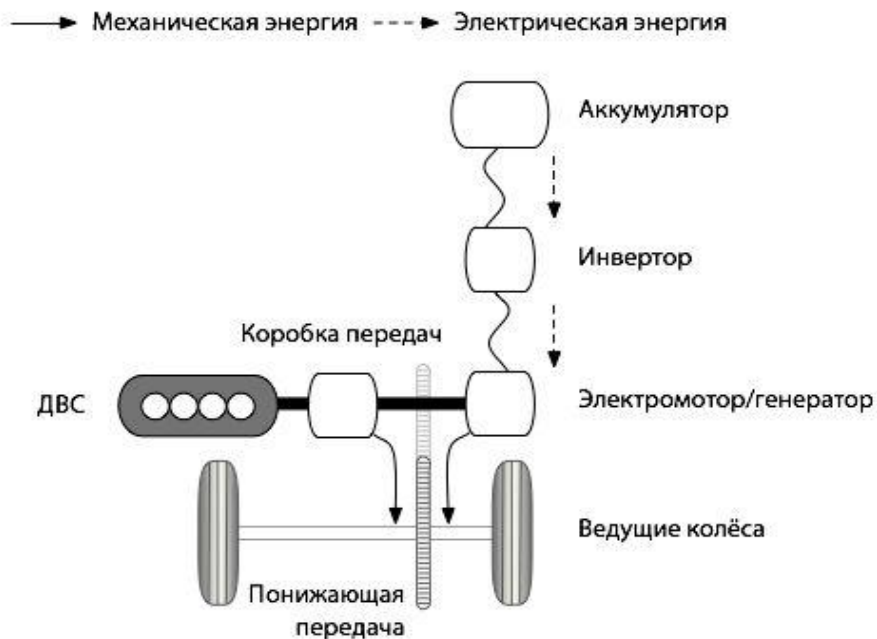 Механическая энергия
Электрическая энергия
Аккумулятор
Инвертор
Коробка передач
ДВС
Электромотор/генератор
Ведущие колёса
Понижающая
передача